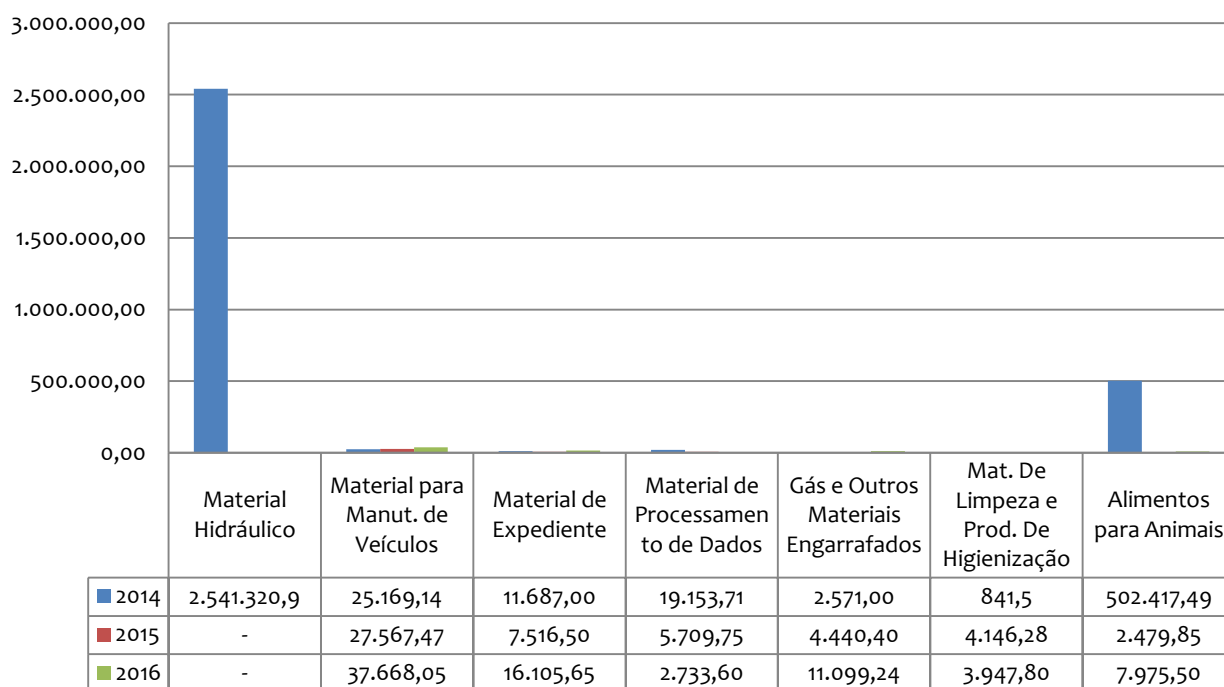 3.000.000,00
2.500.000,00
2.000.000,00
1.500.000,00
1.000.000,00
500.000,00
0,00
Material
Hidráulico
Material para
Manut. de
Veículos
Material de
Expediente
Material de
Processamen
to de Dados
Gás e Outros
Materiais
Engarrafados
Mat. De
Limpeza e
Prod. De
Higienização
Alimentos
para Animais
2014 2.541.320,9 25.169,14 11.687,00 19.153,71 2.571,00 841,5 502.417,49
2015 - 27.567,47 7.516,50 5.709,75 4.440,40 4.146,28 2.479,85
2016 - 37.668,05 16.105,65 2.733,60 11.099,24 3.947,80 7.975,50